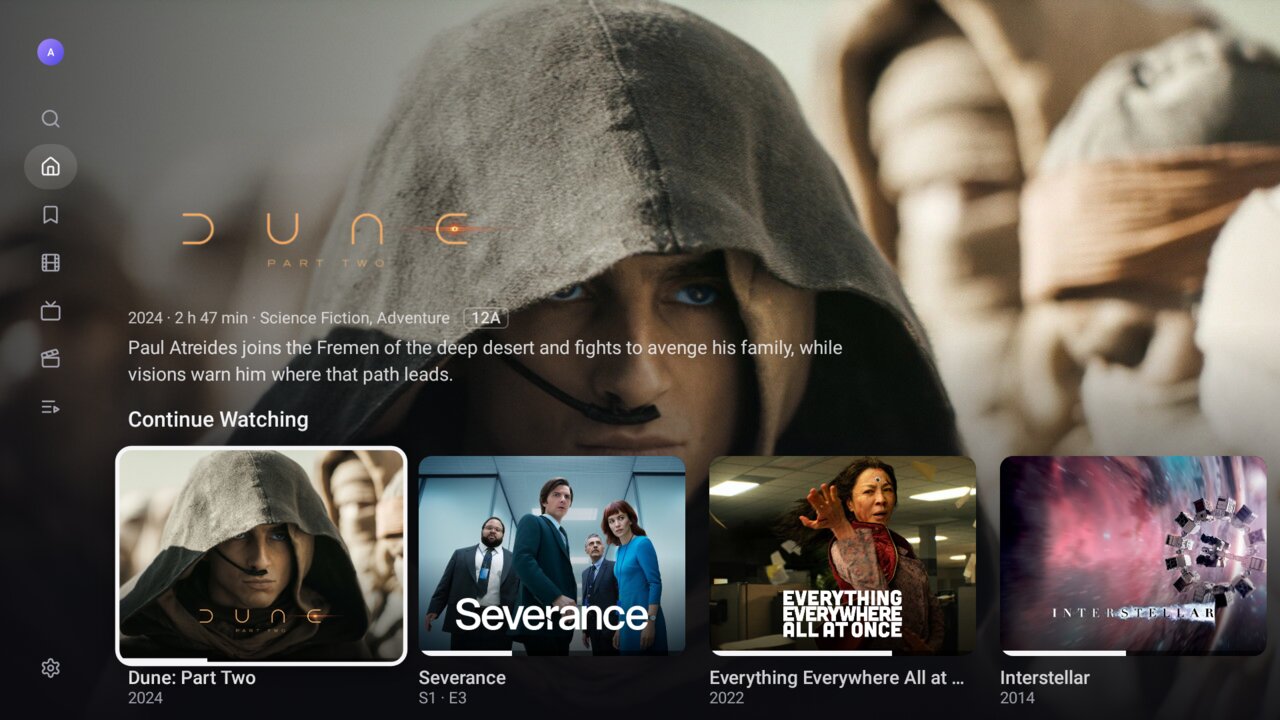 A
DUNE
PART TWO
2024 · 2 h 47 min · Science Fiction, Adventure 12A
Paul Atreides joins the Fremen of the deep desert and fights to avenge his family, while
visions warn him where that path leads.
Continue Watching
DUNE
PART TWO
Severance
EVERYTHING
EVERYWHERE
ALL AT ONCE
INTERSTELLAR
Dune: Part Two
2024
Severance
S1 · E3
Everything Everywhere All at ...
2022
Interstellar
2014